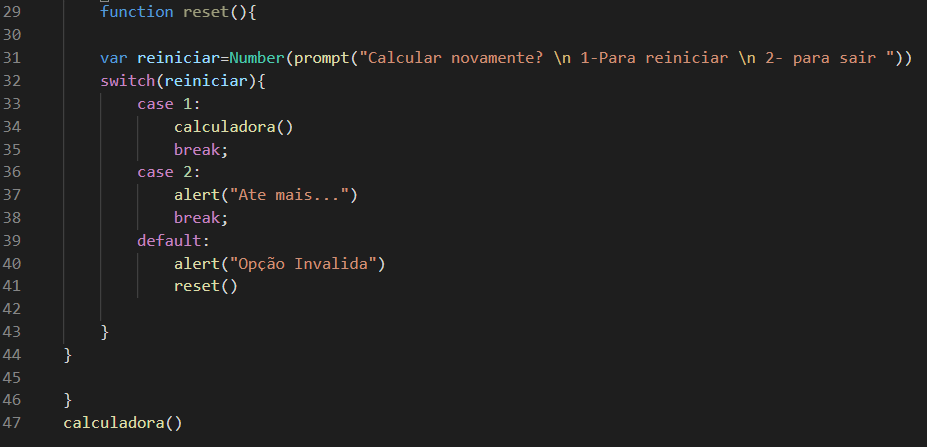 29 function reset(){
30
31 var reiniciar=Number(prompt("Calcular novamente? \n 1-Para reiniciar \n 2- para sair "))
32 switch(reiniciar){
33 case 1:
34 calculadora()
35 break;
36 case 2:
37 alert("Ate mais...")
38 break;
39 default:
40 alert("Opção Invalida")
41 reset()
42
43 }
44 }
45
46 }
47 calculadora()